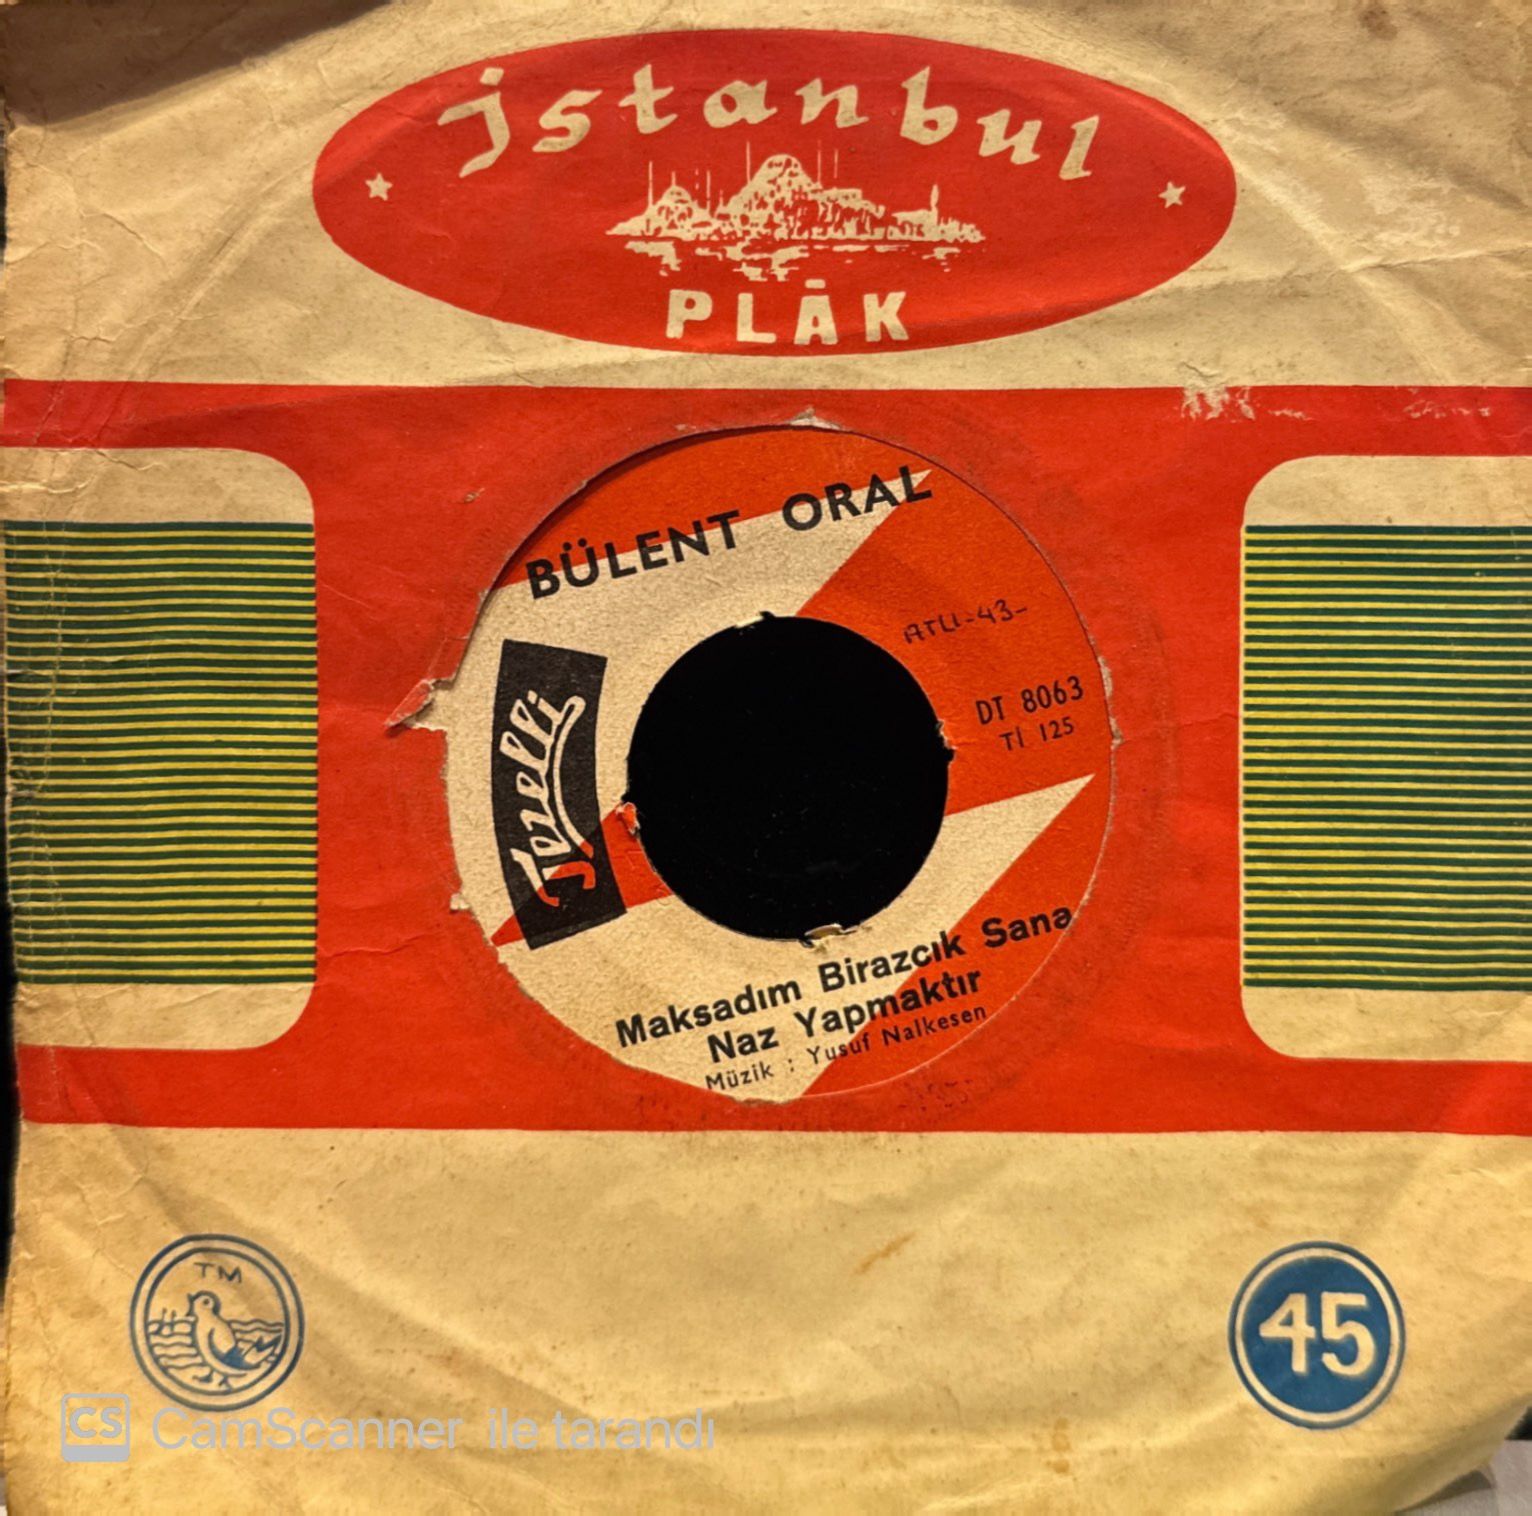 İstanbul
PLÂK
BÜLENT ORAL
ATLI-43-
DT 8063
Tİ 125
Tezelli
Maksadım Birazcık Sana
Naz Yapmaktır
Müzik : Yusuf Nalkesen
TM
45
CS CamScanner ile tarandı